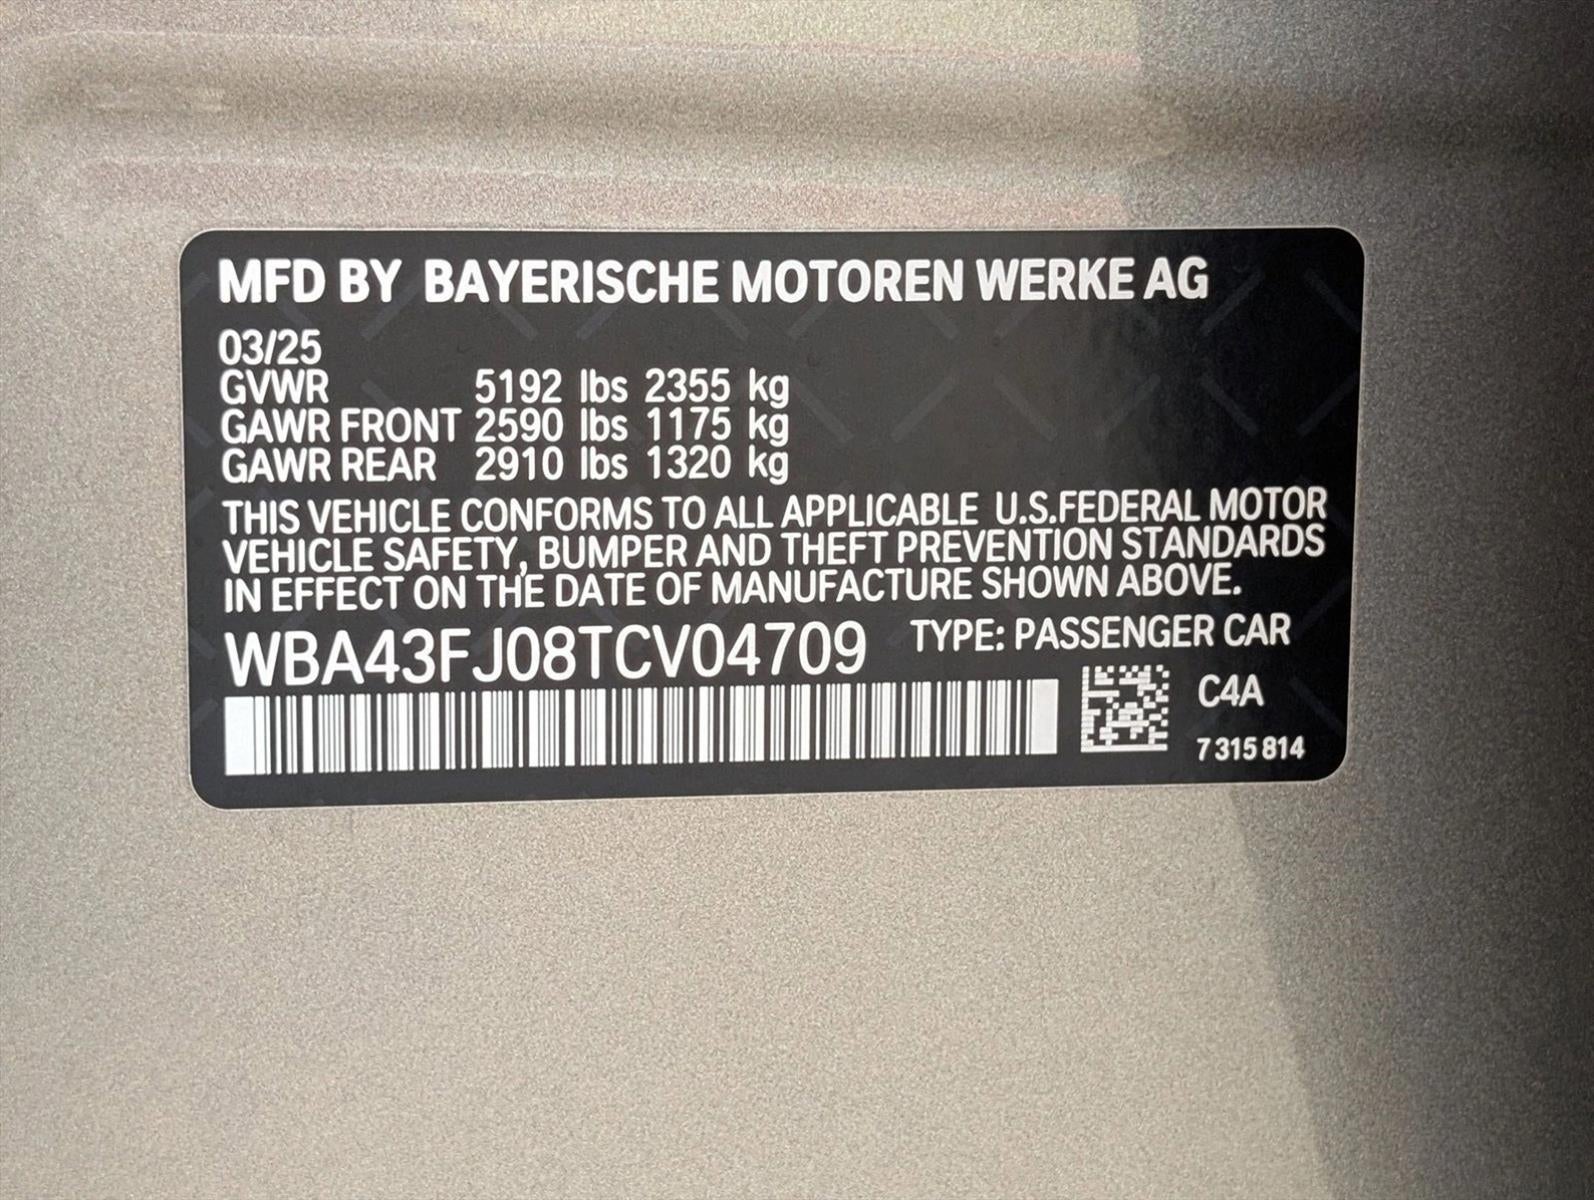 MFD BY BAYERISCHE MOTOREN WERKE AG
03/25
GVWR 5192 lbs 2355 kg
GAWR FRONT 2590 lbs 1175 kg
GAWR REAR 2910 lbs 1320 kg
THIS VEHICLE CONFORMS TO ALL APPLICABLE U.S.FEDERAL MOTOR
VEHICLE SAFETY, BUMPER AND THEFT PREVENTION STANDARDS
IN EFFECT ON THE DATE OF MANUFACTURE SHOWN ABOVE.
WBA43FJ08TCV04709 TYPE: PASSENGER CAR
C4A
7 315 814